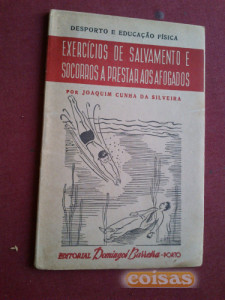 DESPORTO E EDUCAÇÃO FÍSICA
EXERCÍCIOS DE SALVAMENTO E
SOCORROS A PRESTAR AOS AFOGADOS
POR JOAQUIM CUNHA DA SILVEIRA
EDITORIAL Domingos Barreira - PORTO
coisas